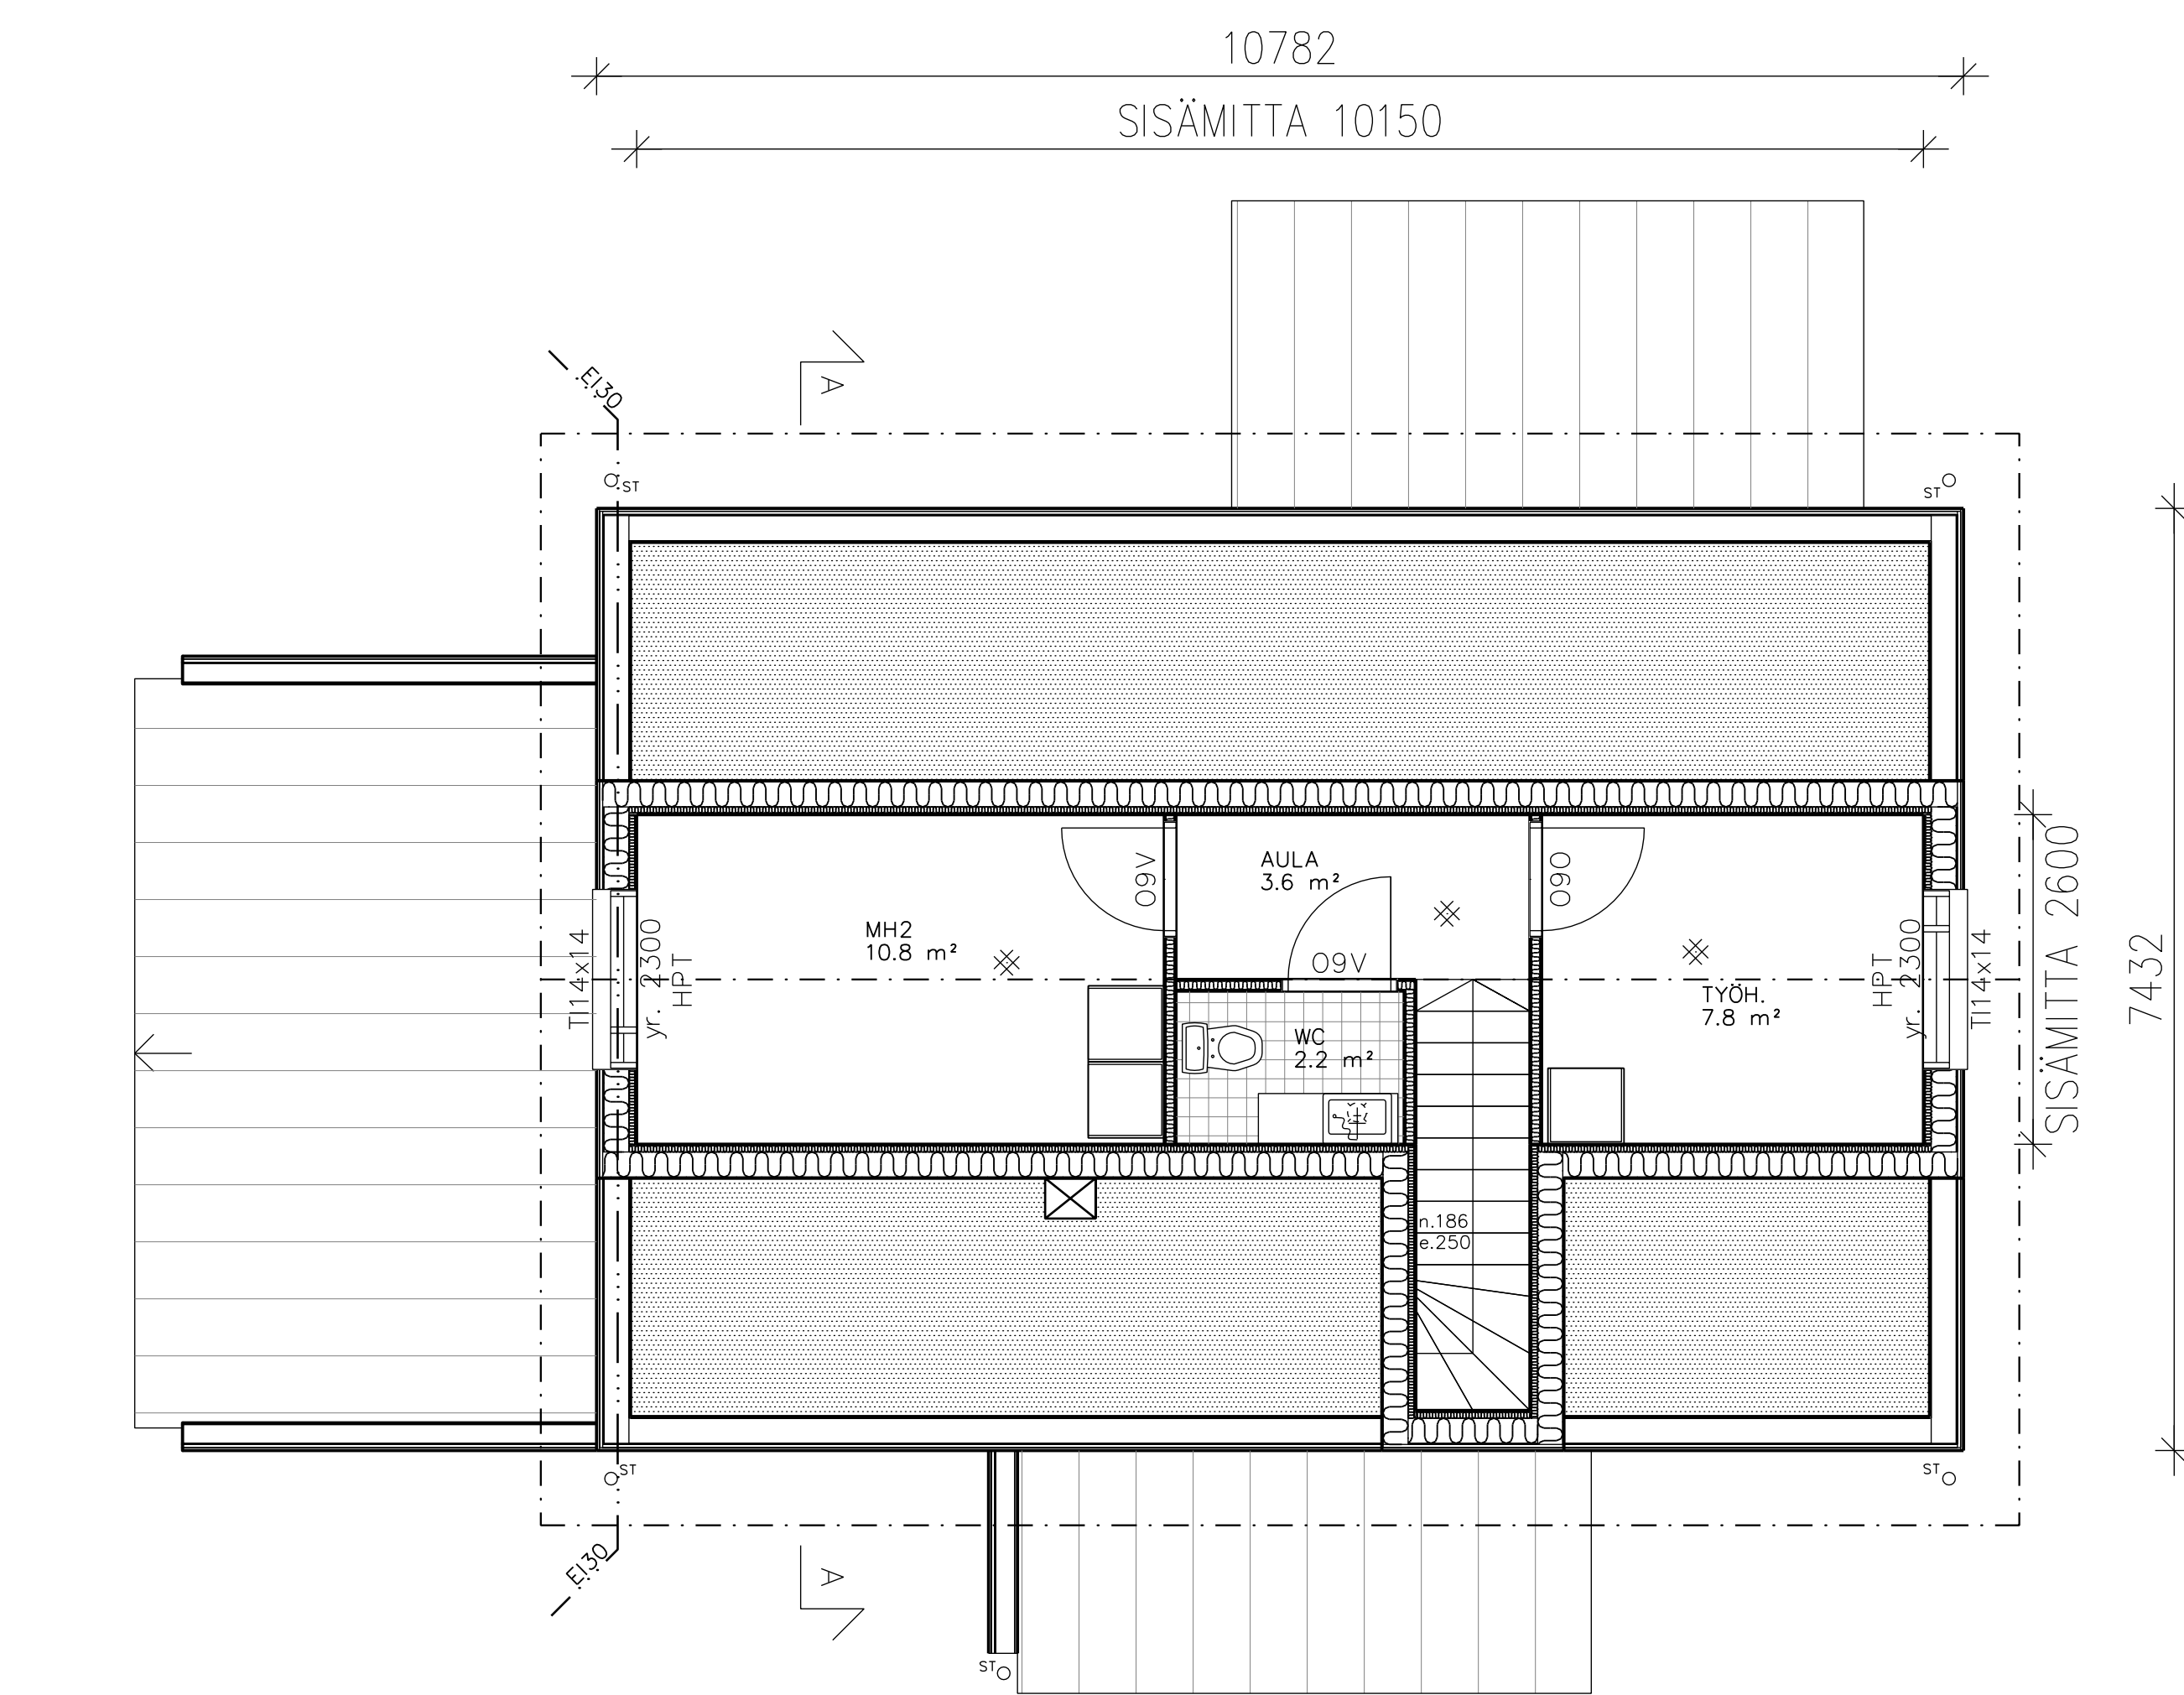 10782
SISÄMITTA 10150
A
EI30
ST
ST
AULA
3.6 m²
09V
090
MH2
10.8 m²
09V
TI14x14
yr. 2300
HPT
TYÖH.
7.8 m²
HPT
yr. 2300
TI14x14
SISÄMITTA 2600
7432
WC
2.2 m²
n.186
e.250
ST
ST
EI30
A
ST